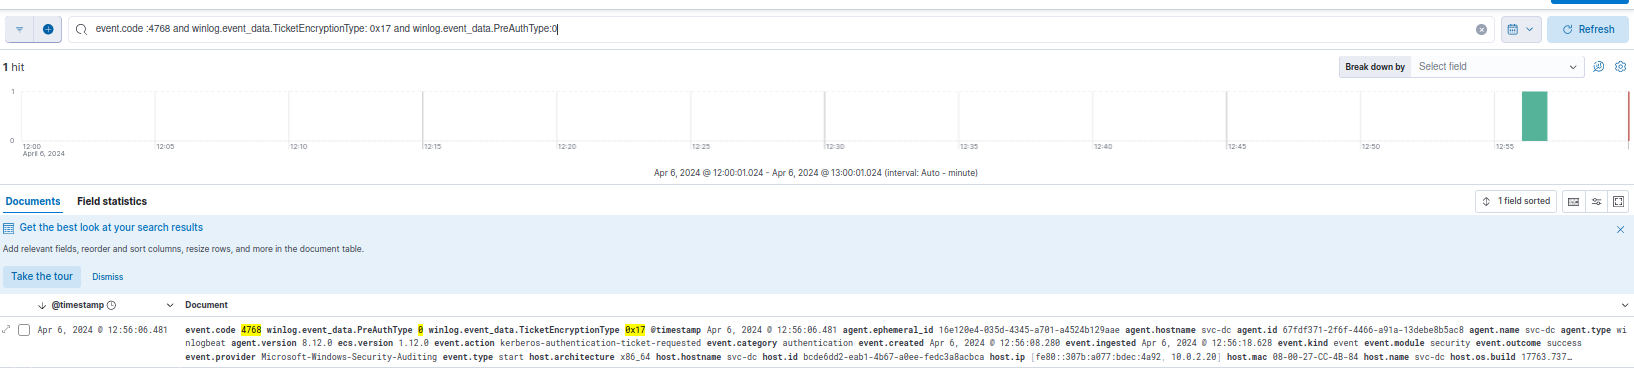 event.code :4768 and winlog.event_data.TicketEncryptionType: 0x17 and winlog.event_data.PreAuthType:0
Refresh
1 hit
Break down by Select field
1
0
12:00 12:05 12:10 12:15 12:20 12:25 12:30 12:35 12:40 12:45 12:50 12:55
April 6, 2024
Apr 6, 2024 @ 12:00:01.024 - Apr 6, 2024 @ 13:00:01.024 (interval: Auto - minute)
Documents Field statistics
1 field sorted
Get the best look at your search results
Add relevant fields, reorder and sort columns, resize rows, and more in the document table.
Take the tour Dismiss
@timestamp Document
Apr 6, 2024 @ 12:56:06.481 event.code 4768 winlog.event_data.PreAuthType 0 winlog.event_data.TicketEncryptionType 0x17 @timestamp Apr 6, 2024 @ 12:56:06.481 agent.ephemeral_id 16e120e4-035d-4345-a701-a4524b129aae agent.hostname svc-dc agent.id 67fdf371-2f6f-4466-a91a-13debe8b5ac8 agent.name svc-dc agent.type wi
nlogbeat agent.version 8.12.0 ecs.version 1.12.0 event.action kerberos-authentication-ticket-requested event.category authentication event.created Apr 6, 2024 @ 12:56:08.280 event.ingested Apr 6, 2024 @ 12:56:18.628 event.kind event event.module security event.outcome success
event.provider Microsoft-Windows-Security-Auditing event.type start host.architecture x86_64 host.hostname svc-dc host.id bcde6dd2-eab1-4b67-a0ee-fedc3a8acbca host.ip [fe80::307b:a077:bdec:4a92, 10.0.2.20] host.mac 08-00-27-CC-4B-84 host.name svc-dc host.os.build 17763.737…